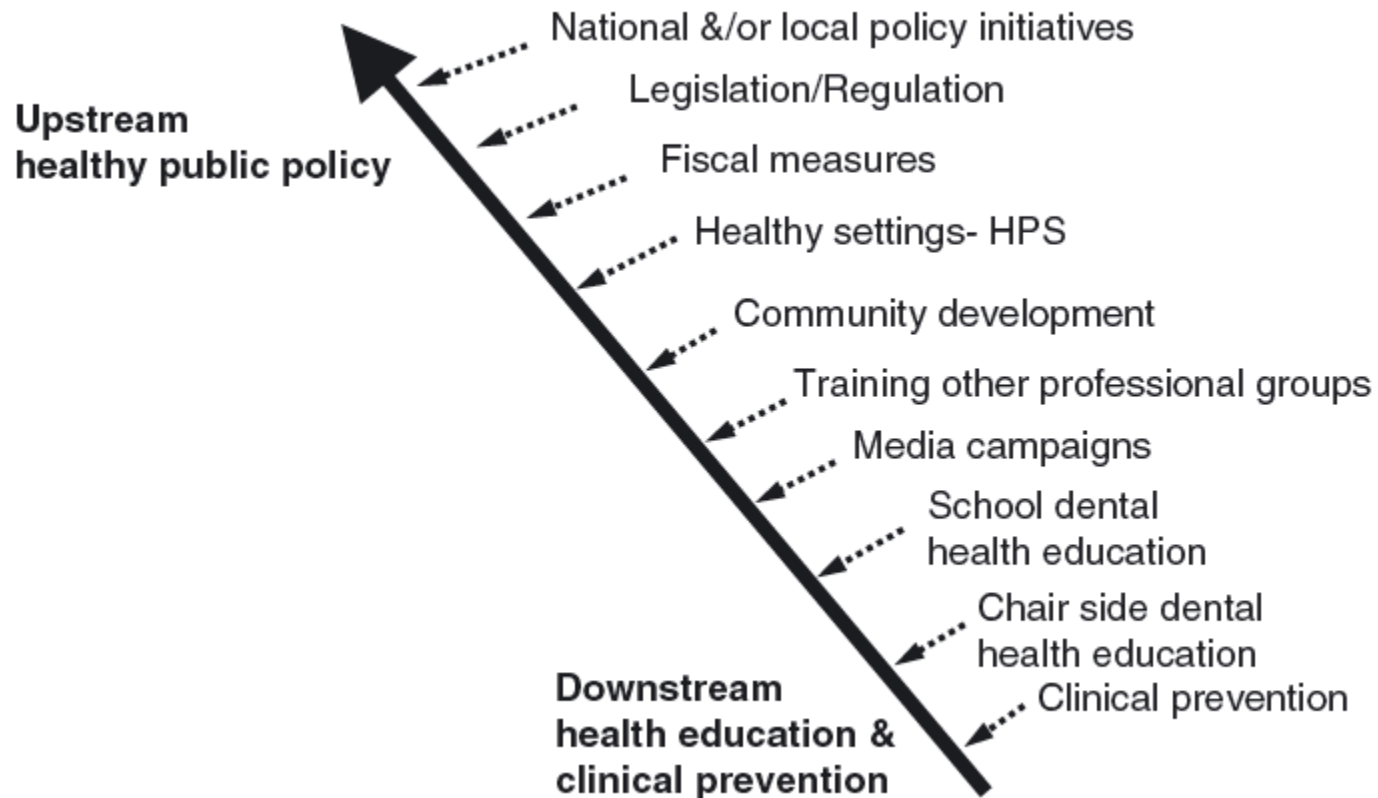 National &/or local policy initiatives
Legislation/Regulation
Upstream
healthy public policy
Fiscal measures
Healthy settings- HPS
Community development
Training other professional groups
Media campaigns
School dental
health education
Chair side dental
health education
Clinical prevention
Downstream
health education &
clinical prevention